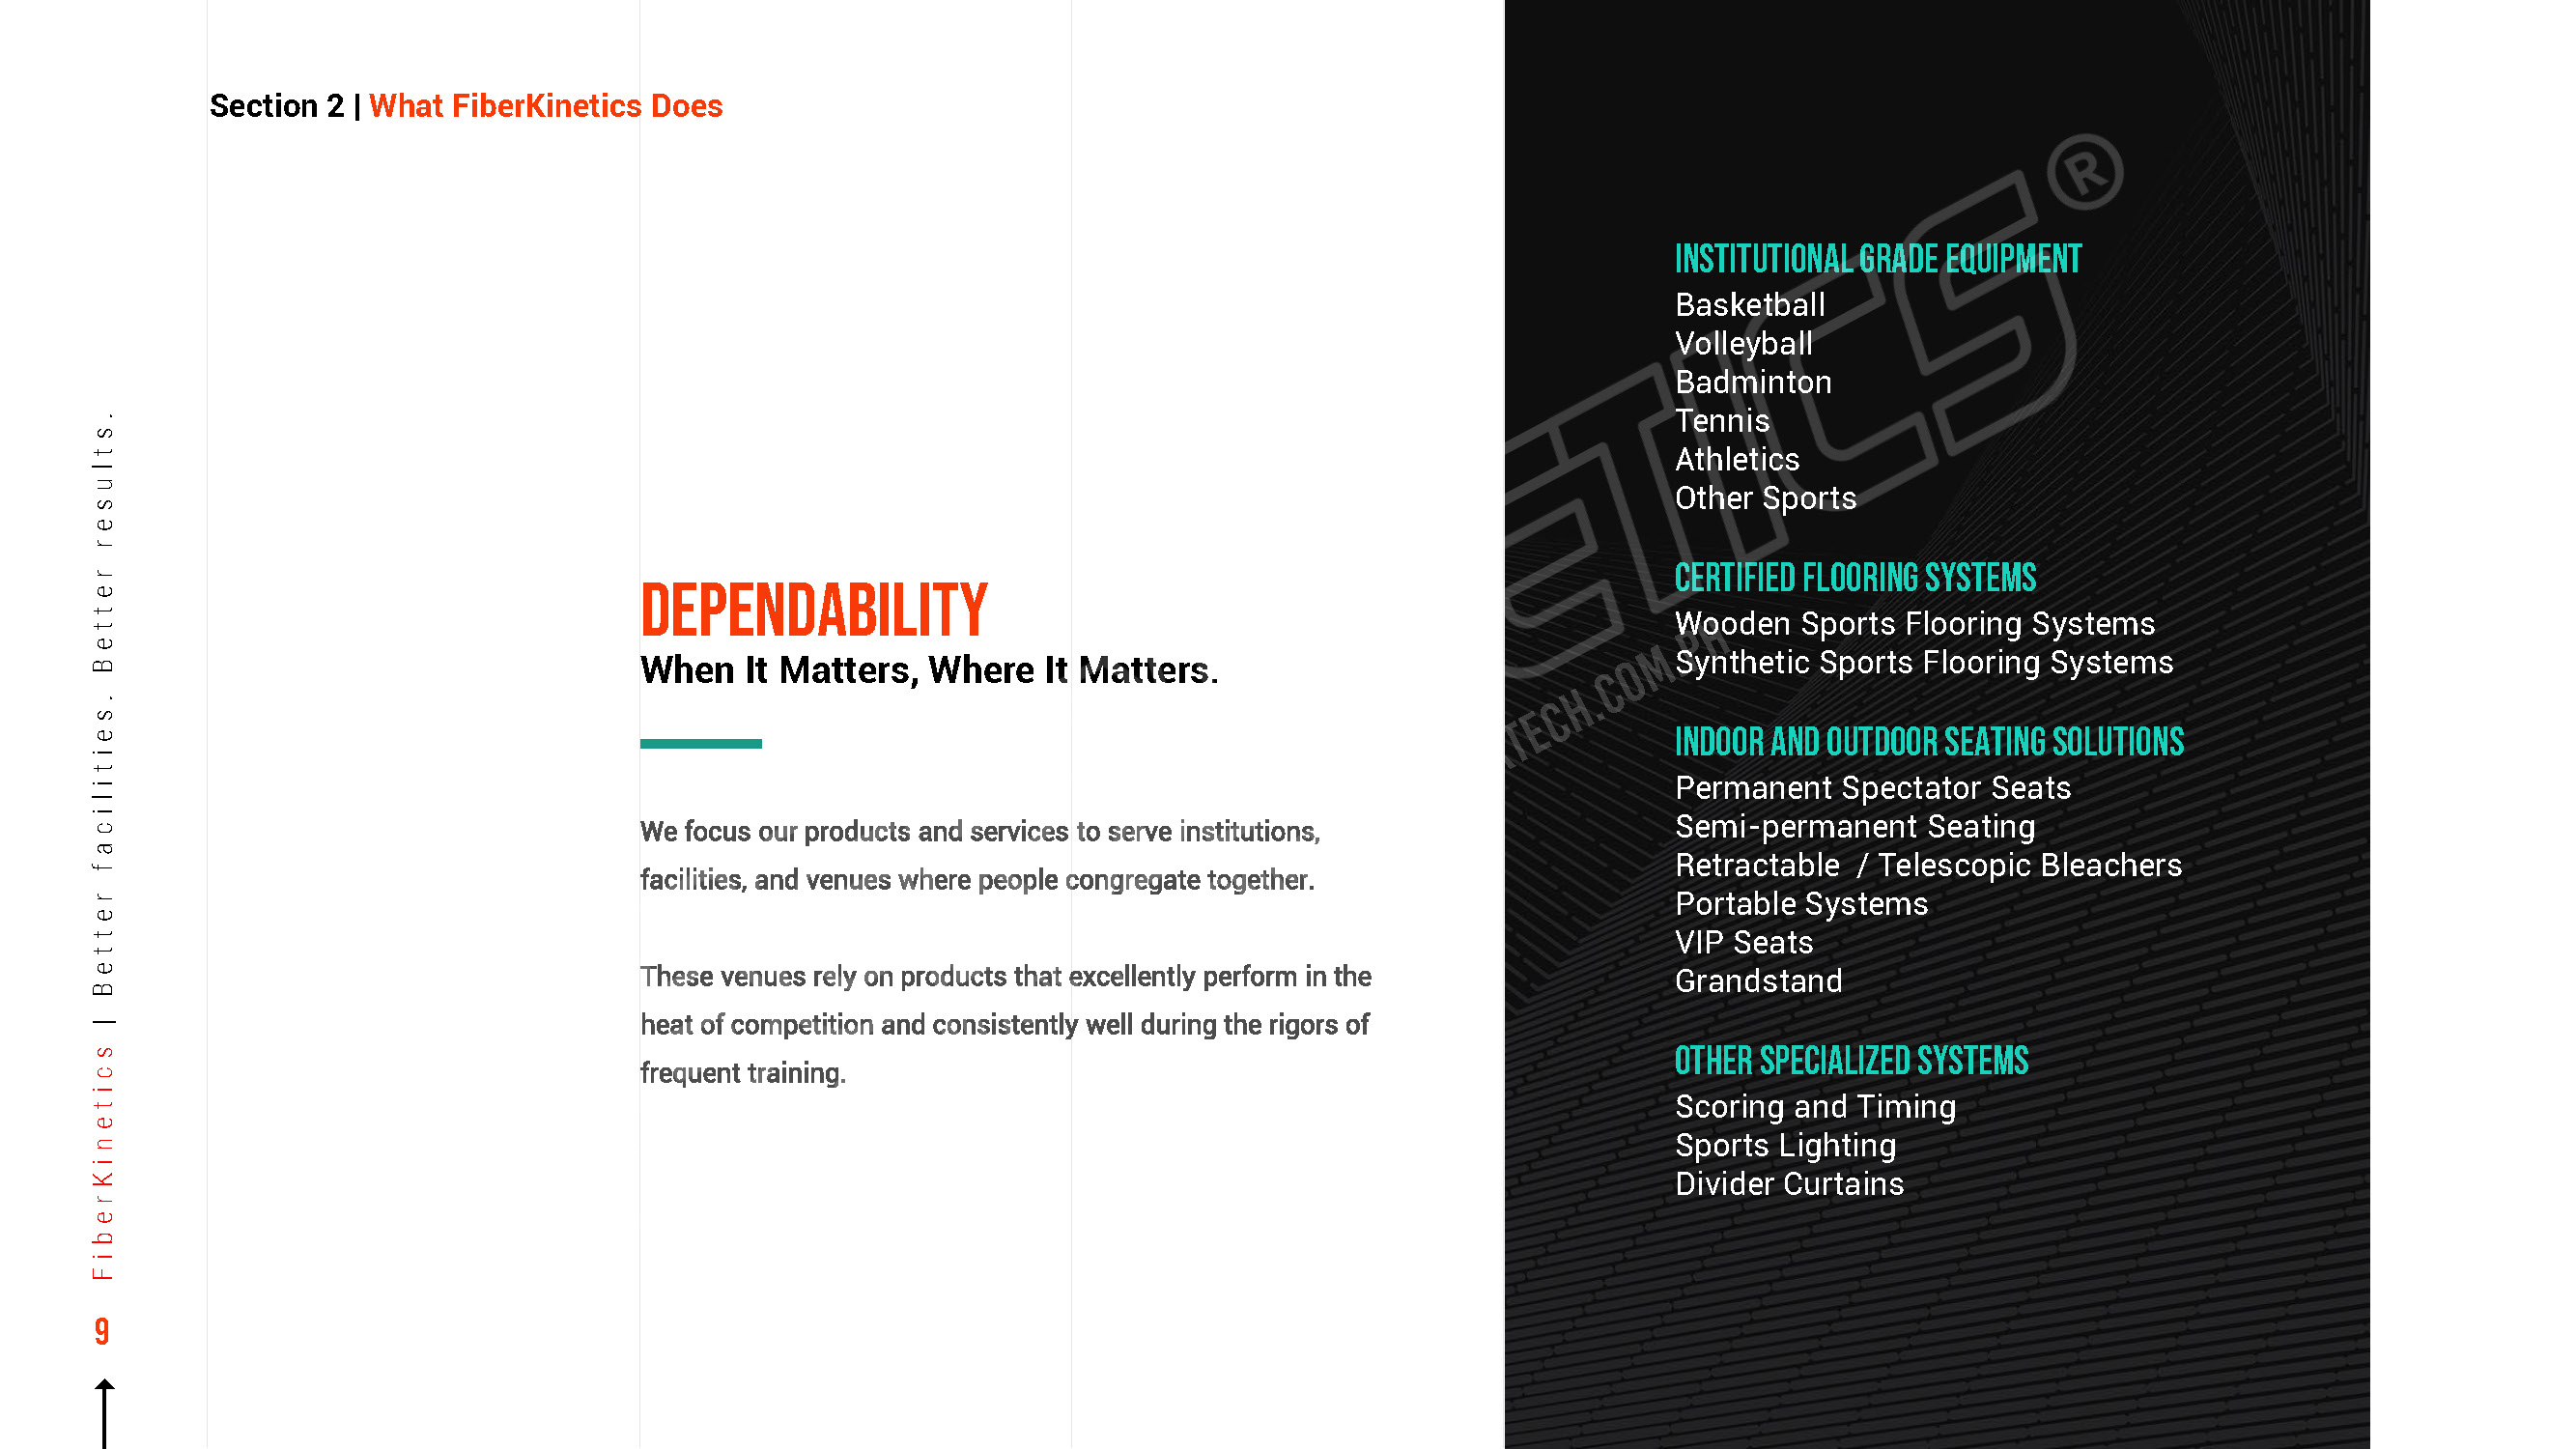 Section 2 | What FiberKinetics Does
DEPENDABILITY
When It Matters, Where It Matters.
We focus our products and services to serve institutions,
facilities, and venues where people congregate together.
These venues rely on products that excellently perform in the
heat of competition and consistently well during the rigors of
frequent training.
INSTITUTIONAL GRADE EQUIPMENT
Basketball
Volleyball
Badminton
Tennis
Athletics
Other Sports
CERTIFIED FLOORING SYSTEMS
Wooden Sports Flooring Systems
Synthetic Sports Flooring Systems
INDOOR AND OUTDOOR SEATING SOLUTIONS
Permanent Spectator Seats
Semi-permanent Seating
Retractable / Telescopic Bleachers
Portable Systems
VIP Seats
Grandstand
OTHER SPECIALIZED SYSTEMS
Scoring and Timing
Sports Lighting
Divider Curtains
ETICS®
TECH.COM.PH
FiberKinetics | Better facilities. Better results.
9